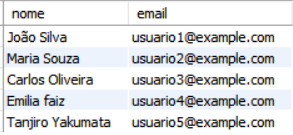 nome email
João Silva usuario1@example.com
Maria Souza usuario2@example.com
Carlos Oliveira usuario3@example.com
Emilia faiz usuario4@example.com
Tanjiro Yakumata usuario5@example.com